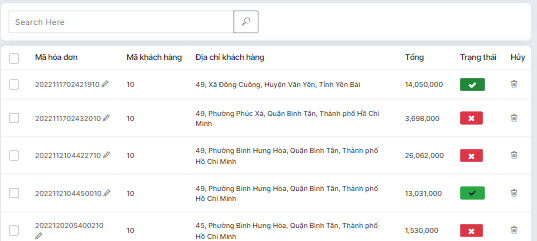 Search Here
Mã hóa đơn Mã khách hàng Địa chỉ khách hàng Tổng Trạng thái Hủy
2022111702421910 10 49, Xã Đông Cuông, Huyện Văn Yên, Tỉnh Yên Bái 14,050,000
2022111702432010 10 49, Phường Phúc Xá, Quận Bình Tân, Thành phố Hồ Chí
Minh 3,698,000
2022112104422710 10 49, Phường Bình Hưng Hòa, Quận Bình Tân, Thành phố
Hồ Chí Minh 26,062,000
2022112104450010 10 49, Phường Bình Hưng Hòa, Quận Bình Tân, Thành phố
Hồ Chí Minh 13,031,000
2022120205400210 10 45, Phường Bình Hưng Hòa, Quận Bình Tân, Thành phố
Hồ Chí Minh 1,530,000